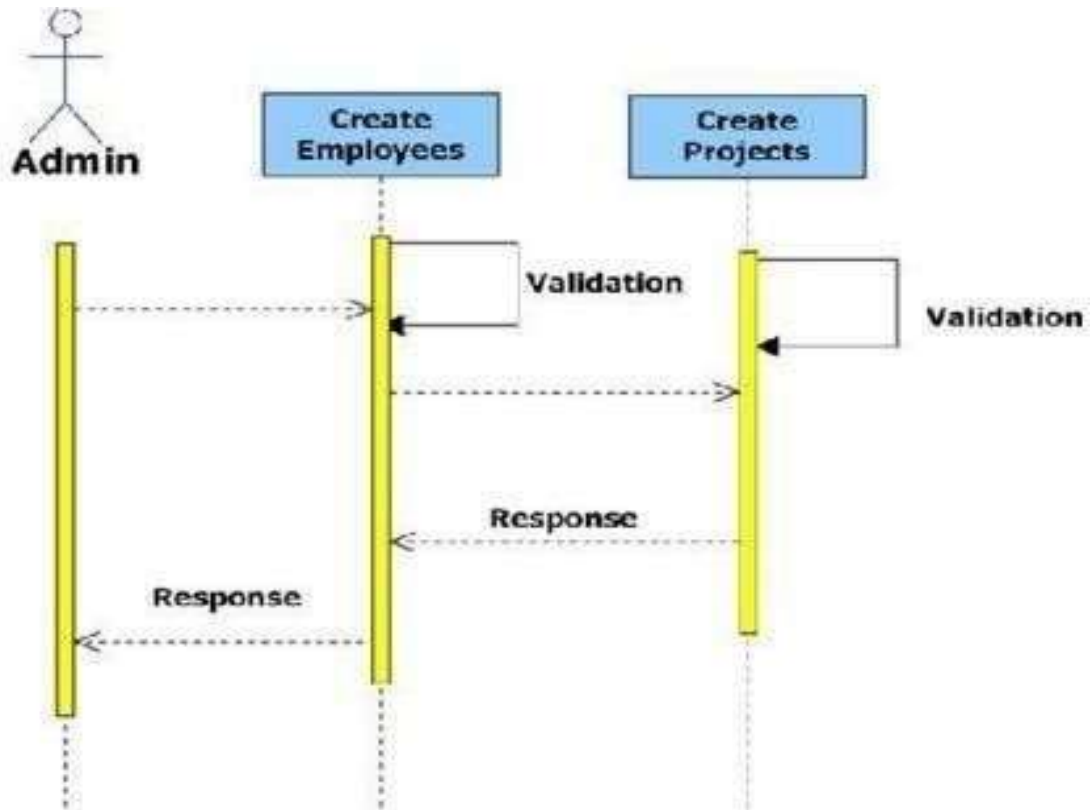 Create
Employees
Create
Projects
Admin
Validation
Validation
Response
Response